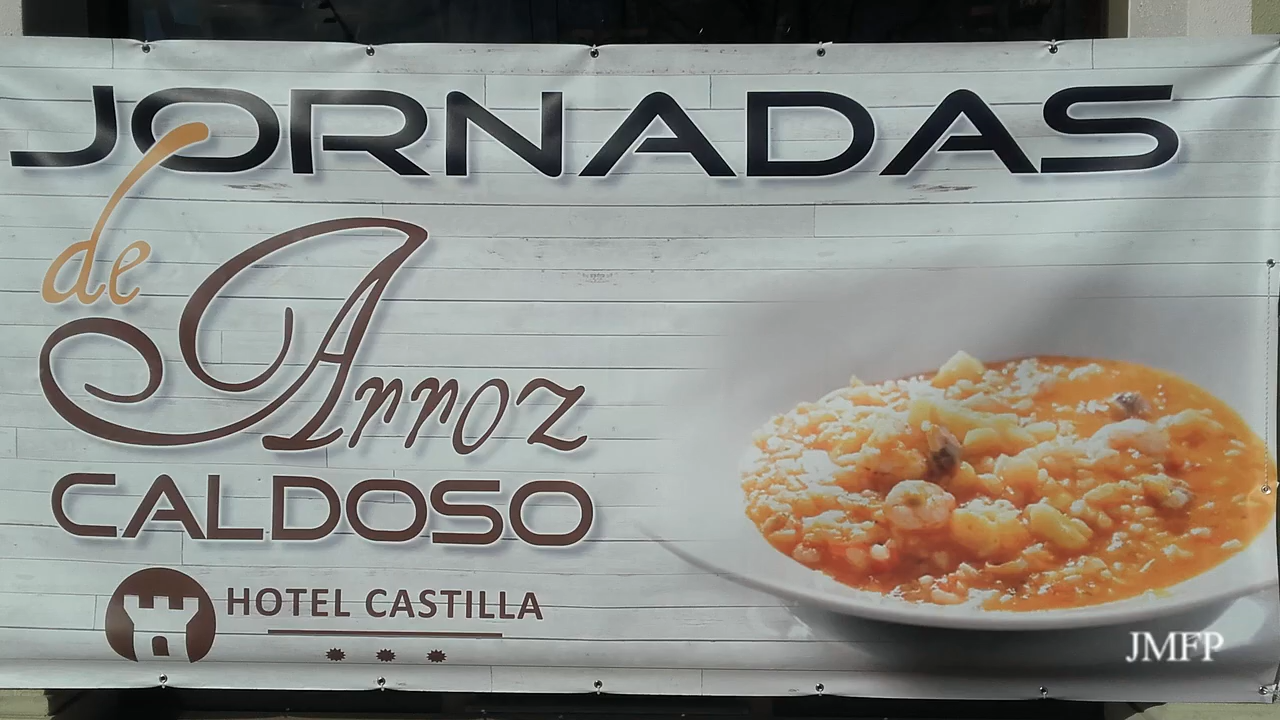 JORNADAS
de
Arroz
CALDOSO
HOTEL CASTILLA
JMFP